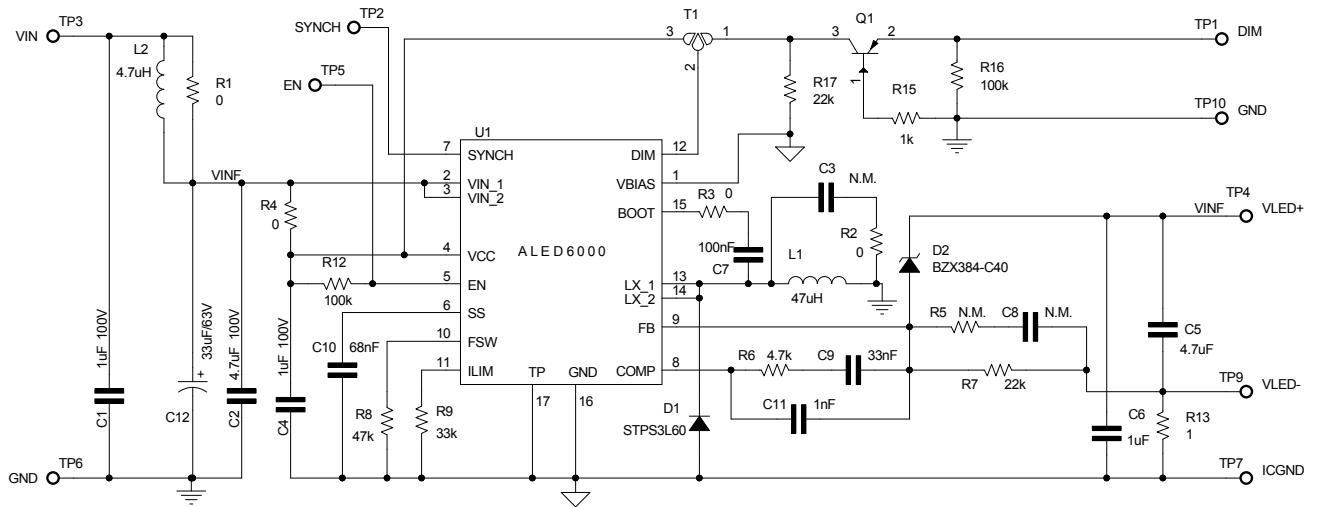 TP3
VIN
L2
4.7uH
R1
0
TP2
SYNCH
TP5
EN
T1
3
1
2
Q1
3
2
1
TP1
DIM
R17
22k
R15
1k
R16
100k
TP10
GND
U1
ALED6000
7
SYNCH
2
VIN_1
3
VIN_2
4
VCC
5
EN
6
SS
10
FSW
11
ILIM
12
DIM
1
VBIAS
15
BOOT
13
LX_1
14
LX_2
9
FB
8
COMP
TP
17
GND
16
VINF
R4
0
R12
100k
C1
1uF 100V
C12
33uF/63V
+
C2
4.7uF 100V
C4
1uF 100V
C10
68nF
R8
47k
R9
33k
R3
0
100nF
C7
C3
N.M.
L1
47uH
R2
0
D2
BZX384-C40
VINF
TP4
VLED+
R5
N.M.
C8
N.M.
R6
4.7k
C9
33nF
C11
1nF
R7
22k
D1
STPS3L60
C5
4.7uF
C6
1uF
R13
1
TP9
VLED-
GND
TP6
TP7
ICGND